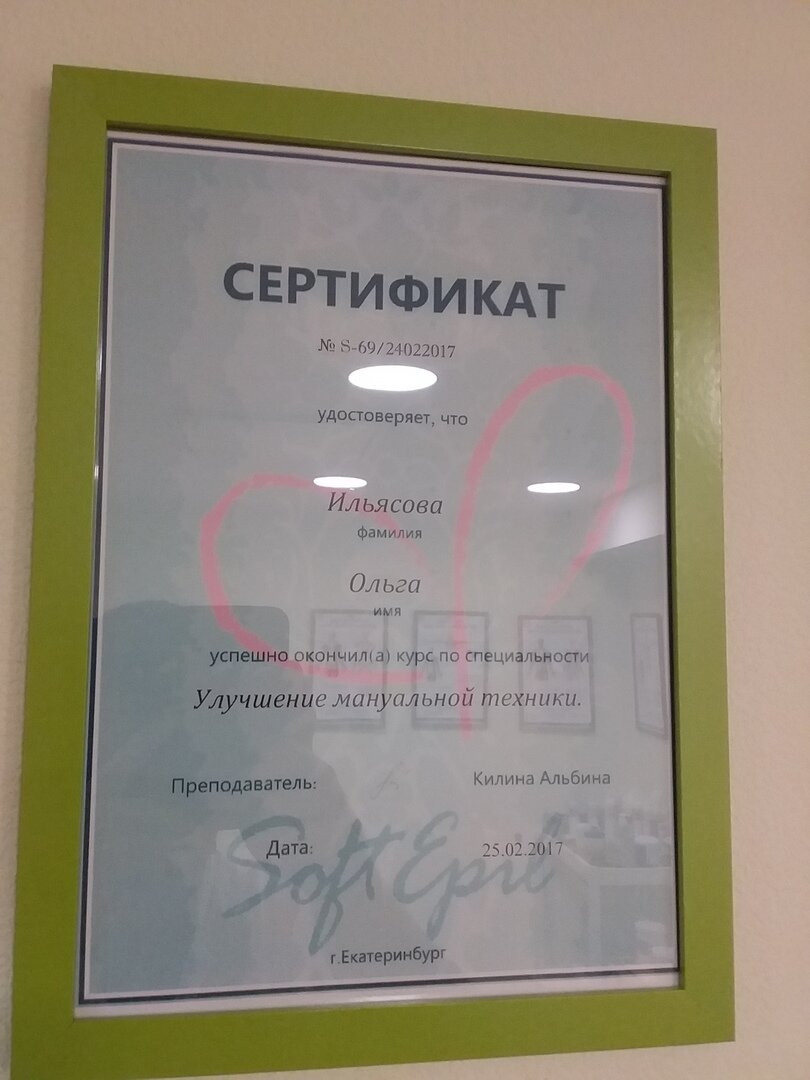 СЕРТИФИКАТ
№ S-69/24022017
удостоверяет, что
Ильясова
фамилия
Ольга
имя
успешно окончил(а) курс по специальности
Улучшение мануальной техники.
Преподаватель: Килина Альбина
Дата: 25.02.2017
Soft Epil
г.Екатеринбург